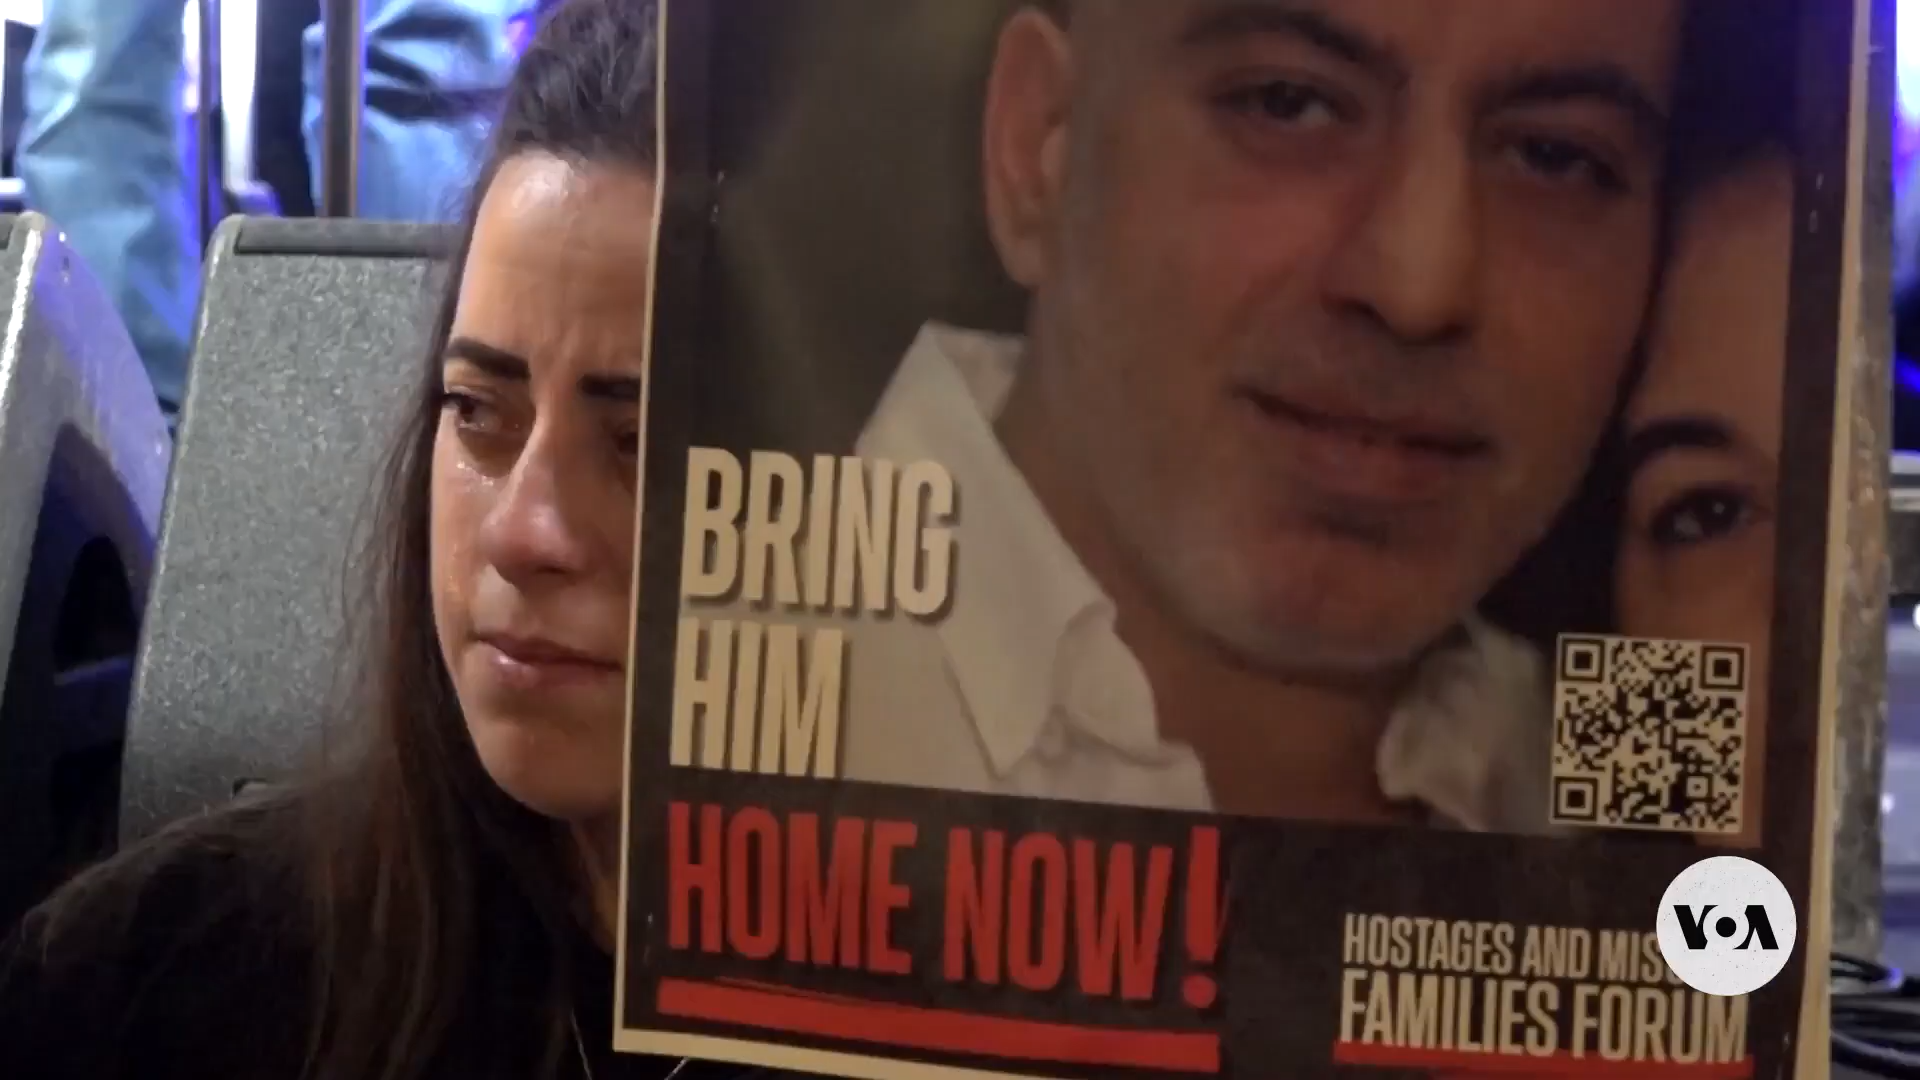 BRING
HIM
HOME NOW!
HOSTAGES AND MIS
FAMILIES FORUM
VOA